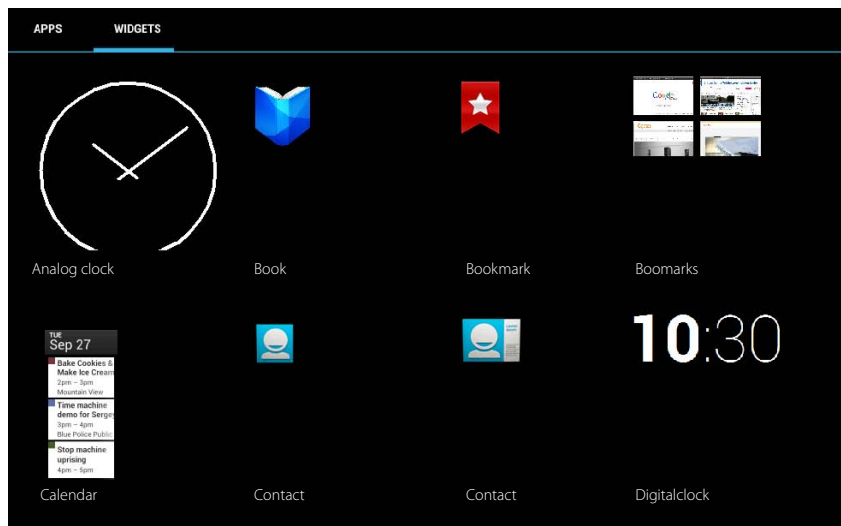 APPS WIDGETS
Analog clock Book Bookmark Boomarks
TUE
Sep 27
Bake Cookies &
Make Ice Cream
2pm – 3pm
Mountain View
Time machine
demo for Sergey
3pm – 4pm
Blue Police Public
Stop machine
uprising
4pm – 5pm
10:30
Calendar Contact Contact Digitalclock